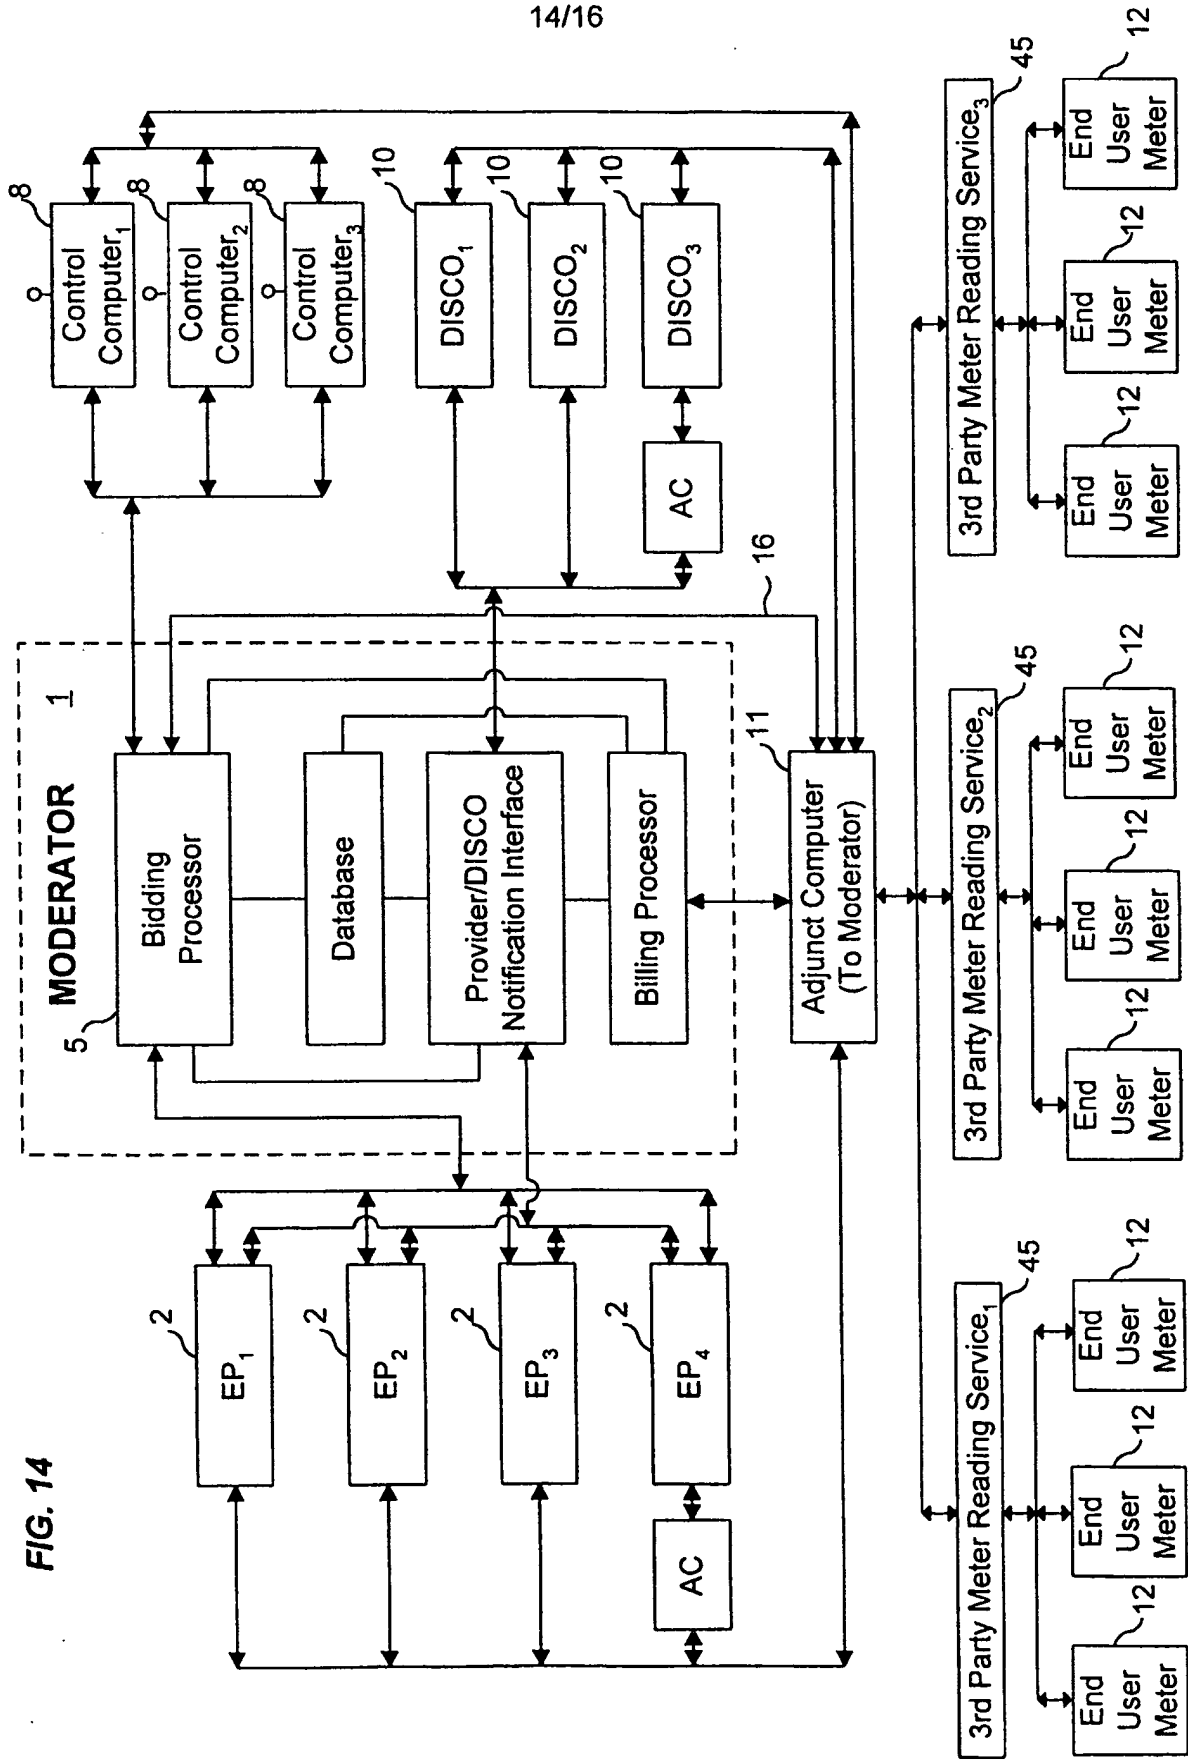 14/16
FIG. 14
MODERATOR
1
5
Bidding
Processor
Database
Provider/DISCO
Notification Interface
Billing Processor
2
EP1
2
EP2
2
EP3
2
EP4
AC
8
Control
Computer1
8
Control
Computer2
8
Control
Computer3
10
DISCO1
10
DISCO2
10
DISCO3
AC
16
11
Adjunct Computer
(To Moderator)
45
3rd Party Meter Reading Service1
12
End
User
Meter
12
End
User
Meter
12
End
User
Meter
45
3rd Party Meter Reading Service2
12
End
User
Meter
12
End
User
Meter
12
End
User
Meter
45
3rd Party Meter Reading Service3
12
End
User
Meter
12
End
User
Meter
12
End
User
Meter